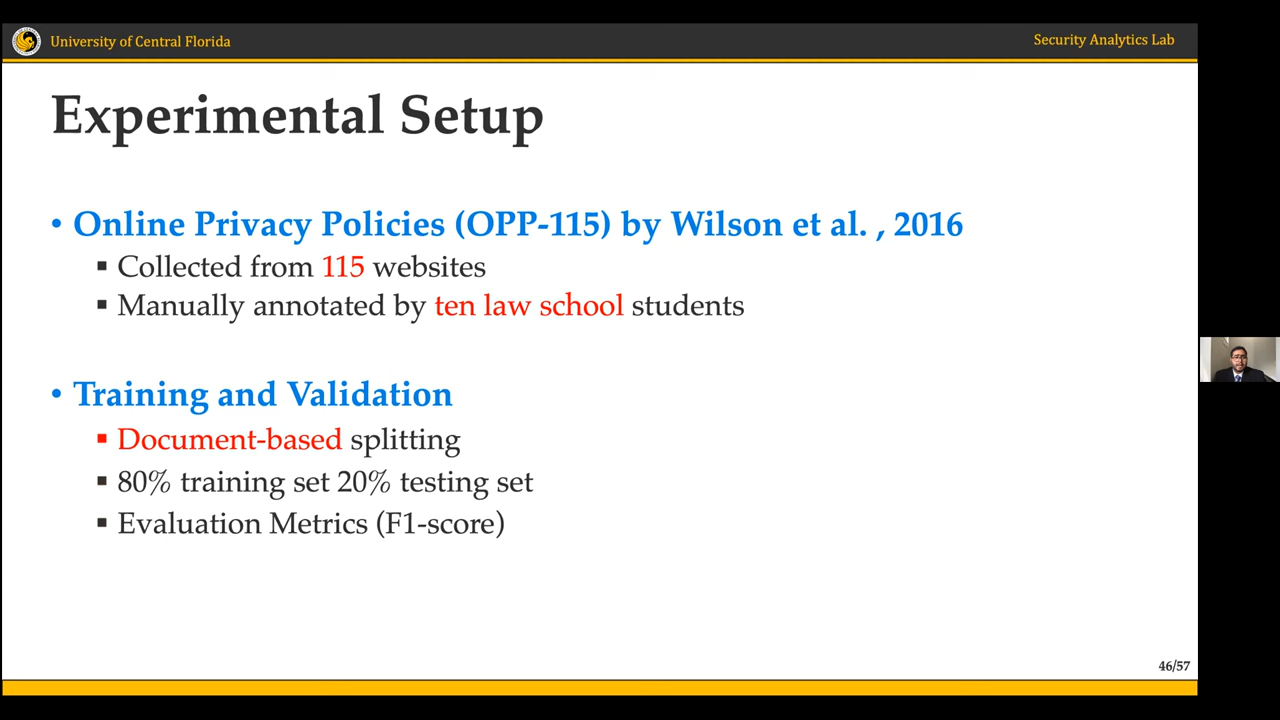 University of Central Florida
Security Analytics Lab
Experimental Setup
• Online Privacy Policies (OPP-115) by Wilson et al. , 2016
▪ Collected from 115 websites
▪ Manually annotated by ten law school students
• Training and Validation
▪ Document-based splitting
▪ 80% training set 20% testing set
▪ Evaluation Metrics (F1-score)
46/57